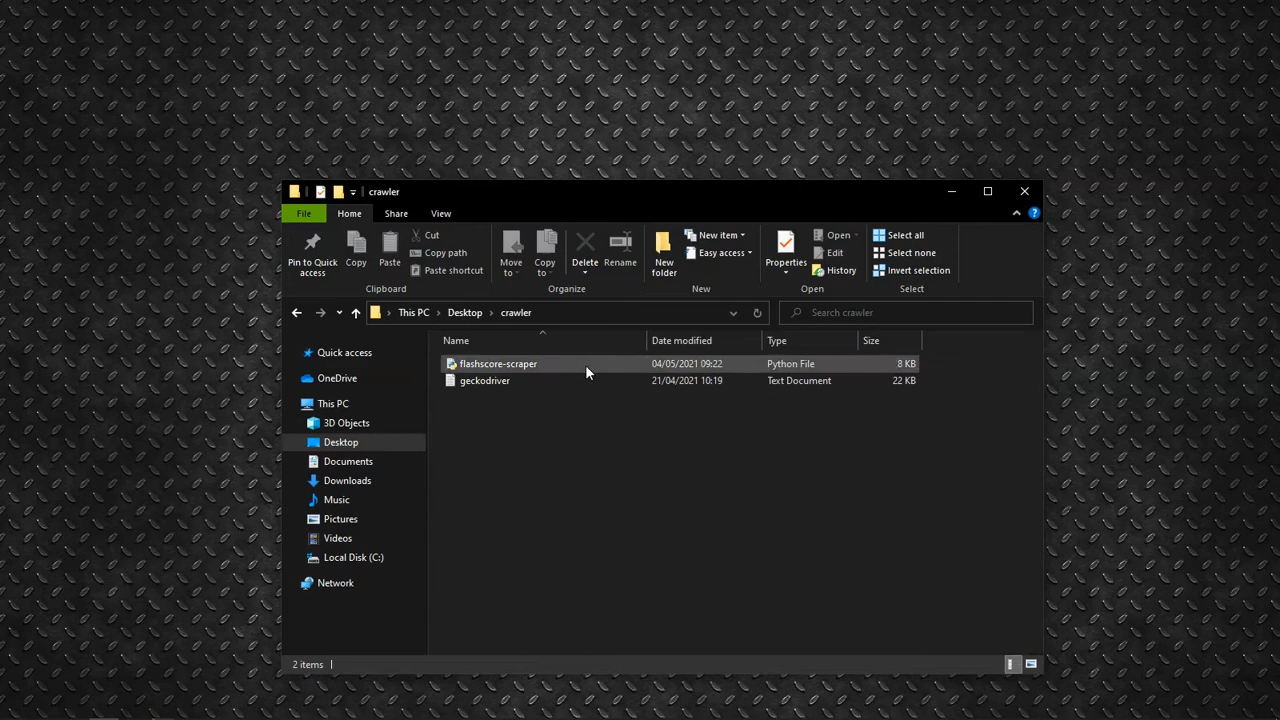 crawler
File Home Share View
Pin to Quick access
Copy
Paste
Cut
Copy path
Paste shortcut
Clipboard
Move to
Copy to
Delete
Rename
Organize
New folder
New item
Easy access
New
Properties
Open
Edit
History
Open
Select all
Select none
Invert selection
Select
This PC Desktop crawler
Search crawler
Name Date modified Type Size
flashscore-scraper 04/05/2021 09:22 Python File 8 KB
geckodriver 21/04/2021 10:19 Text Document 22 KB
Quick access
OneDrive
This PC
3D Objects
Desktop
Documents
Downloads
Music
Pictures
Videos
Local Disk (C:)
Network
2 items